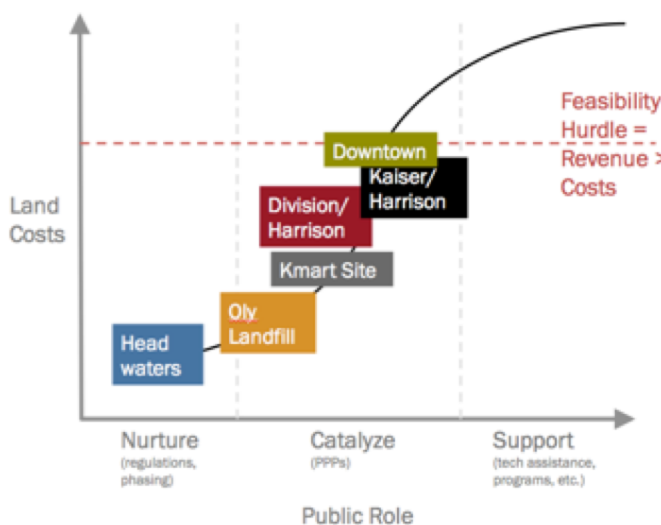 Feasibility
Hurdle =
Revenue >
Costs
Downtown
Kaiser/
Harrison
Division/
Harrison
Land
Costs
Kmart Site
Oly
Landfill
Head
waters
Nurture
(regulations,
phasing)
Catalyze
(PPPs)
Support
(tech assistance,
programs, etc.)
Public Role